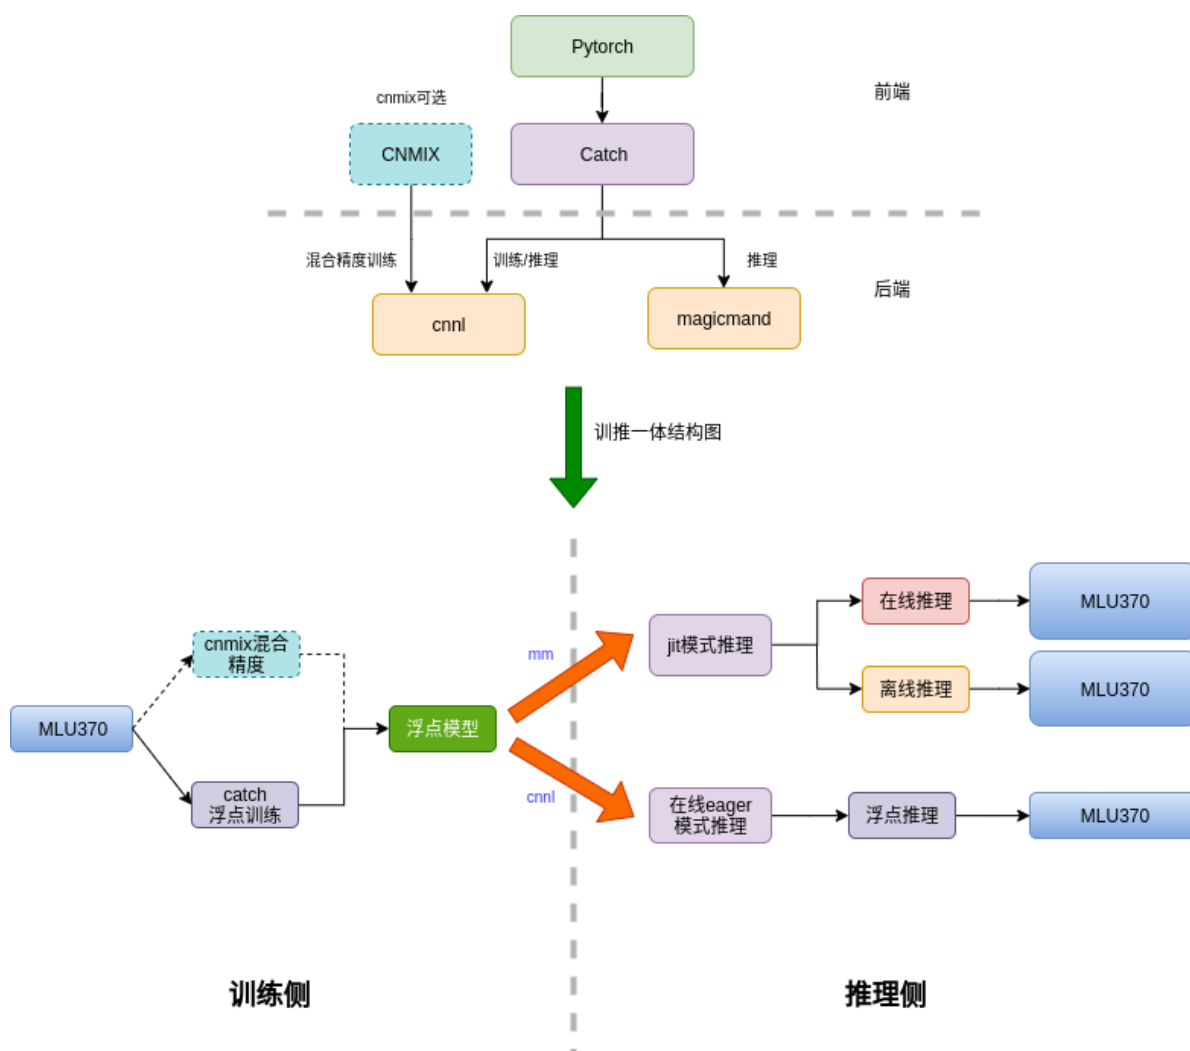 Pytorch
前端
cnmix可选
CNMIX
Catch
混合精度训练
训练/推理
推理
后端
cnnl
magicmand
训推一体结构图
cnmix混合
精度
MLU370
catch
浮点训练
浮点模型
mm
cnnl
jit模式推理
在线推理
MLU370
离线推理
MLU370
在线eager
模式推理
浮点推理
MLU370
训练侧
推理侧